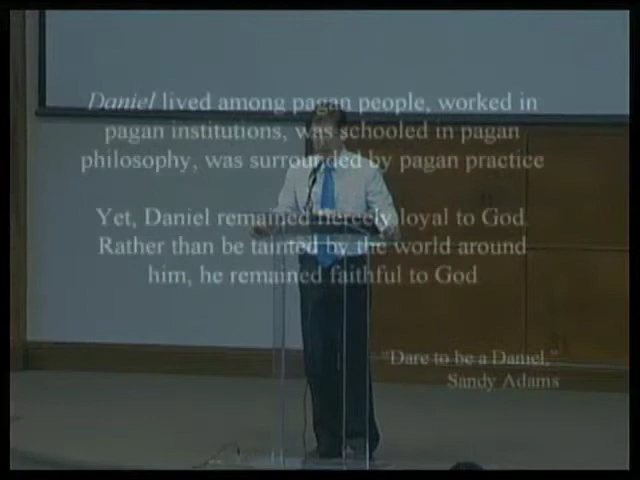 Daniel lived among pagan people, worked in
pagan institutions, was schooled in pagan
philosophy, was surrounded by pagan practice
Yet, Daniel remained fiercely loyal to God
Rather than be tainted by the world around
him, he remained faithful to God
"Dare to be a Daniel,"
Sandy Adams